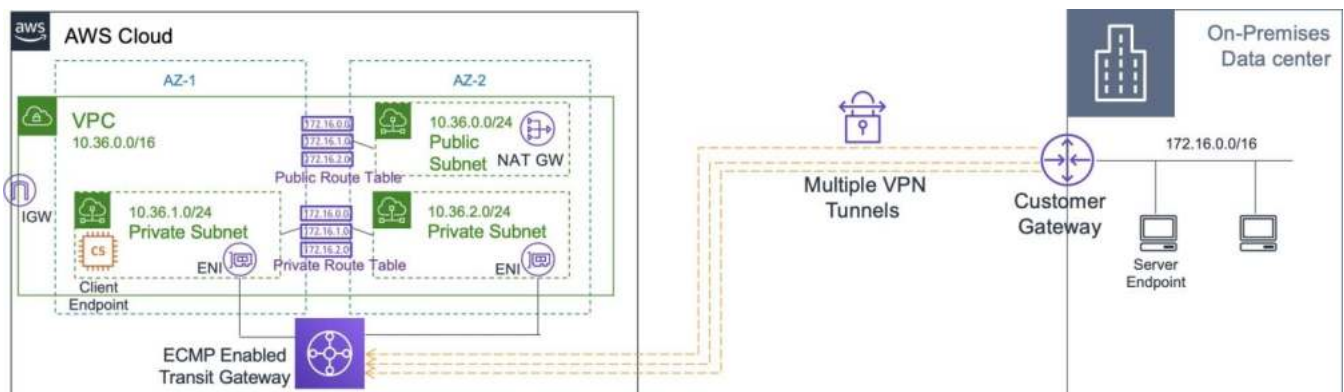 aws
AWS Cloud
AZ-1
AZ-2
VPC
10.36.0.0/16
172.16.0.0
172.16.1.0
172.16.2.0
Public Route Table
10.36.0.0/24
Public
Subnet
NAT GW
IGW
10.36.1.0/24
Private Subnet
C5
Client
Endpoint
ENI
172.16.0.0
172.16.1.0
172.16.2.0
Private Route Table
10.36.2.0/24
Private Subnet
ENI
ECMP Enabled
Transit Gateway
Multiple VPN
Tunnels
On-Premises
Data center
172.16.0.0/16
Customer
Gateway
Server
Endpoint